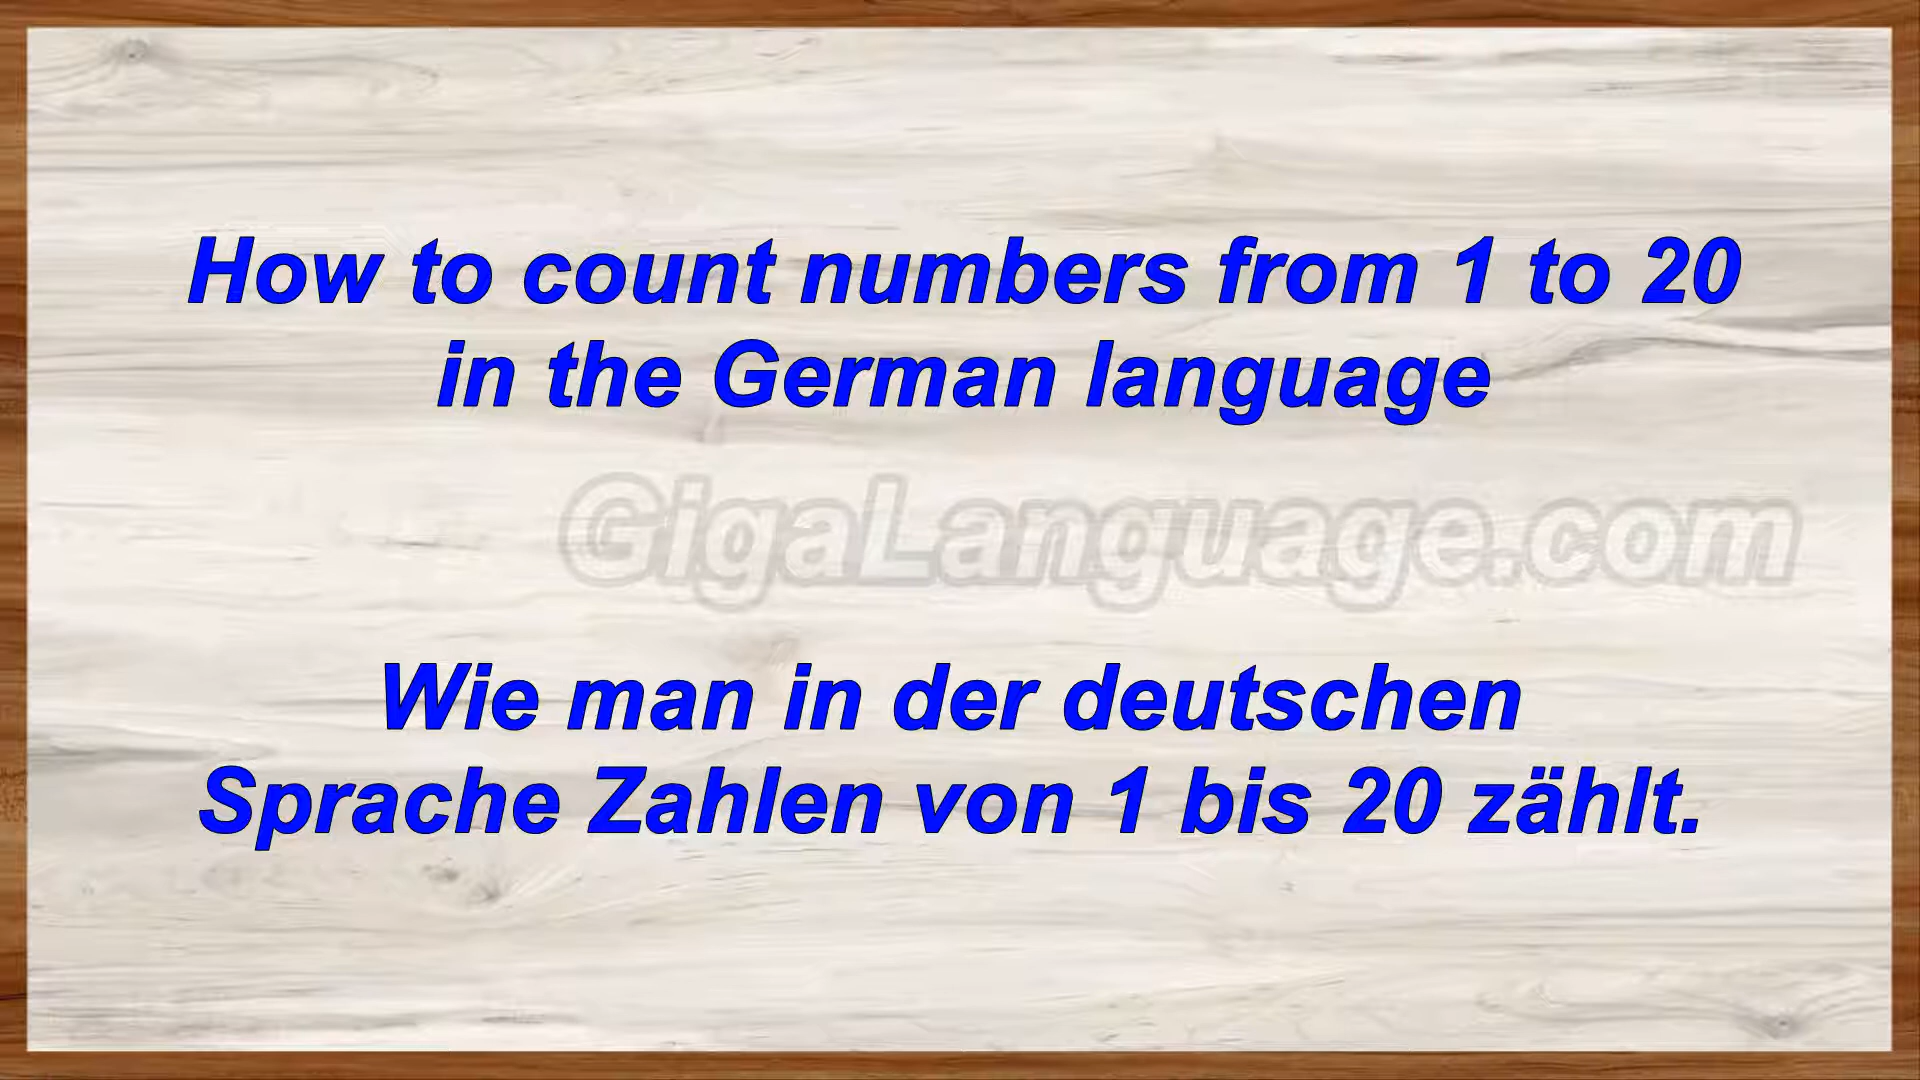 How to count numbers from 1 to 20
in the German language
GigaLanguage.com
Wie man in der deutschen
Sprache Zahlen von 1 bis 20 zählt.